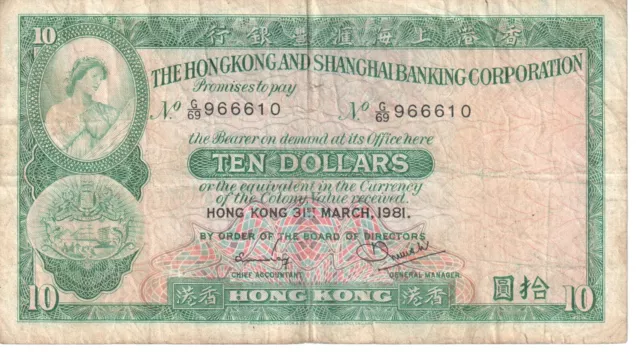 10
行銀豐滙海上港香
THE HONGKONG AND SHANGHAI BANKING CORPORATION
Promises to pay
No G/69 966610 No G/69 966610
the Bearer on demand at its Office here
TEN DOLLARS
or the equivalent in the Currency
of the Colony Value received.
HONG KONG 31ST MARCH, 1981.
BY ORDER OF THE BOARD OF DIRECTORS
CHIEF ACCOUNTANT GENERAL MANAGER
10 港香 HONG KONG 港香 圓拾 10